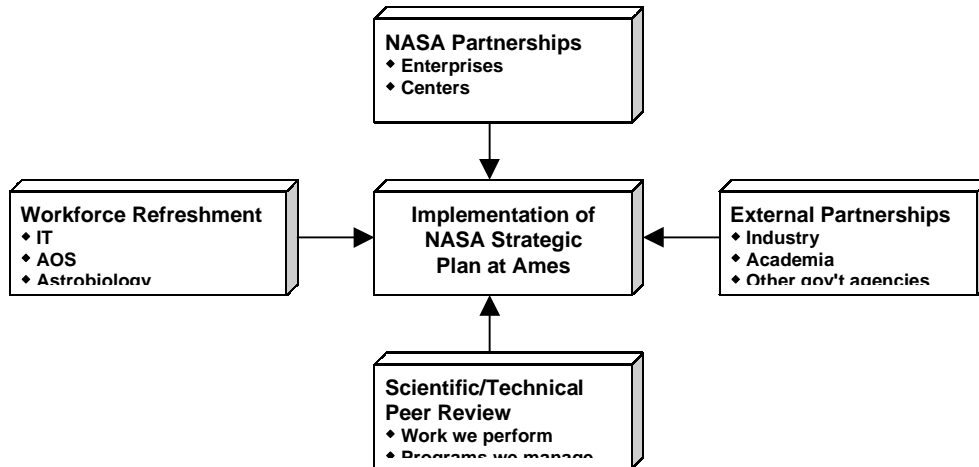 NASA Partnerships
◆ Enterprises
◆ Centers
Workforce Refreshment
◆ IT
◆ AOS
◆ Astrobiology
Implementation of
NASA Strategic
Plan at Ames
External Partnerships
◆ Industry
◆ Academia
◆ Other gov't agencies
Scientific/Technical
Peer Review
◆ Work we perform
◆ Programs we manage